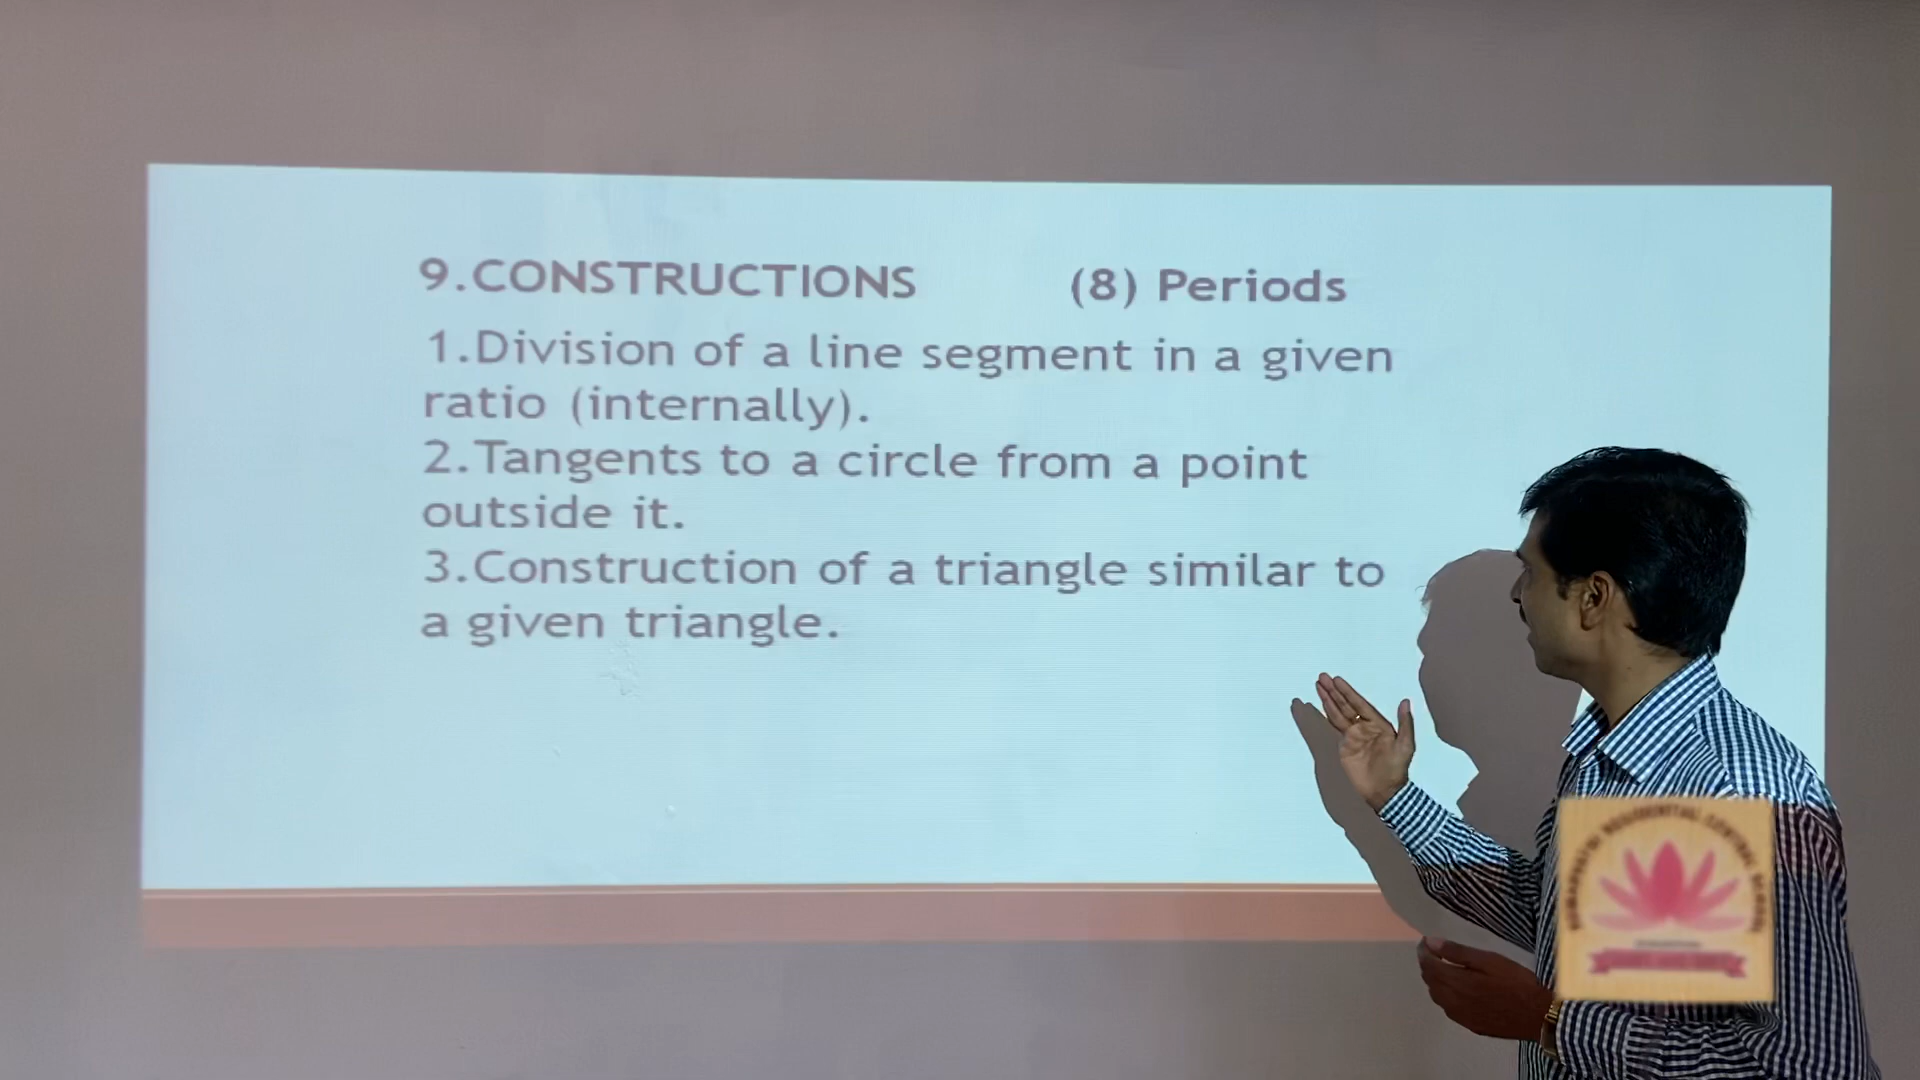 9.CONSTRUCTIONS (8) Periods
1.Division of a line segment in a given
ratio (internally).
2.Tangents to a circle from a point
outside it.
3.Construction of a triangle similar to
a given triangle.